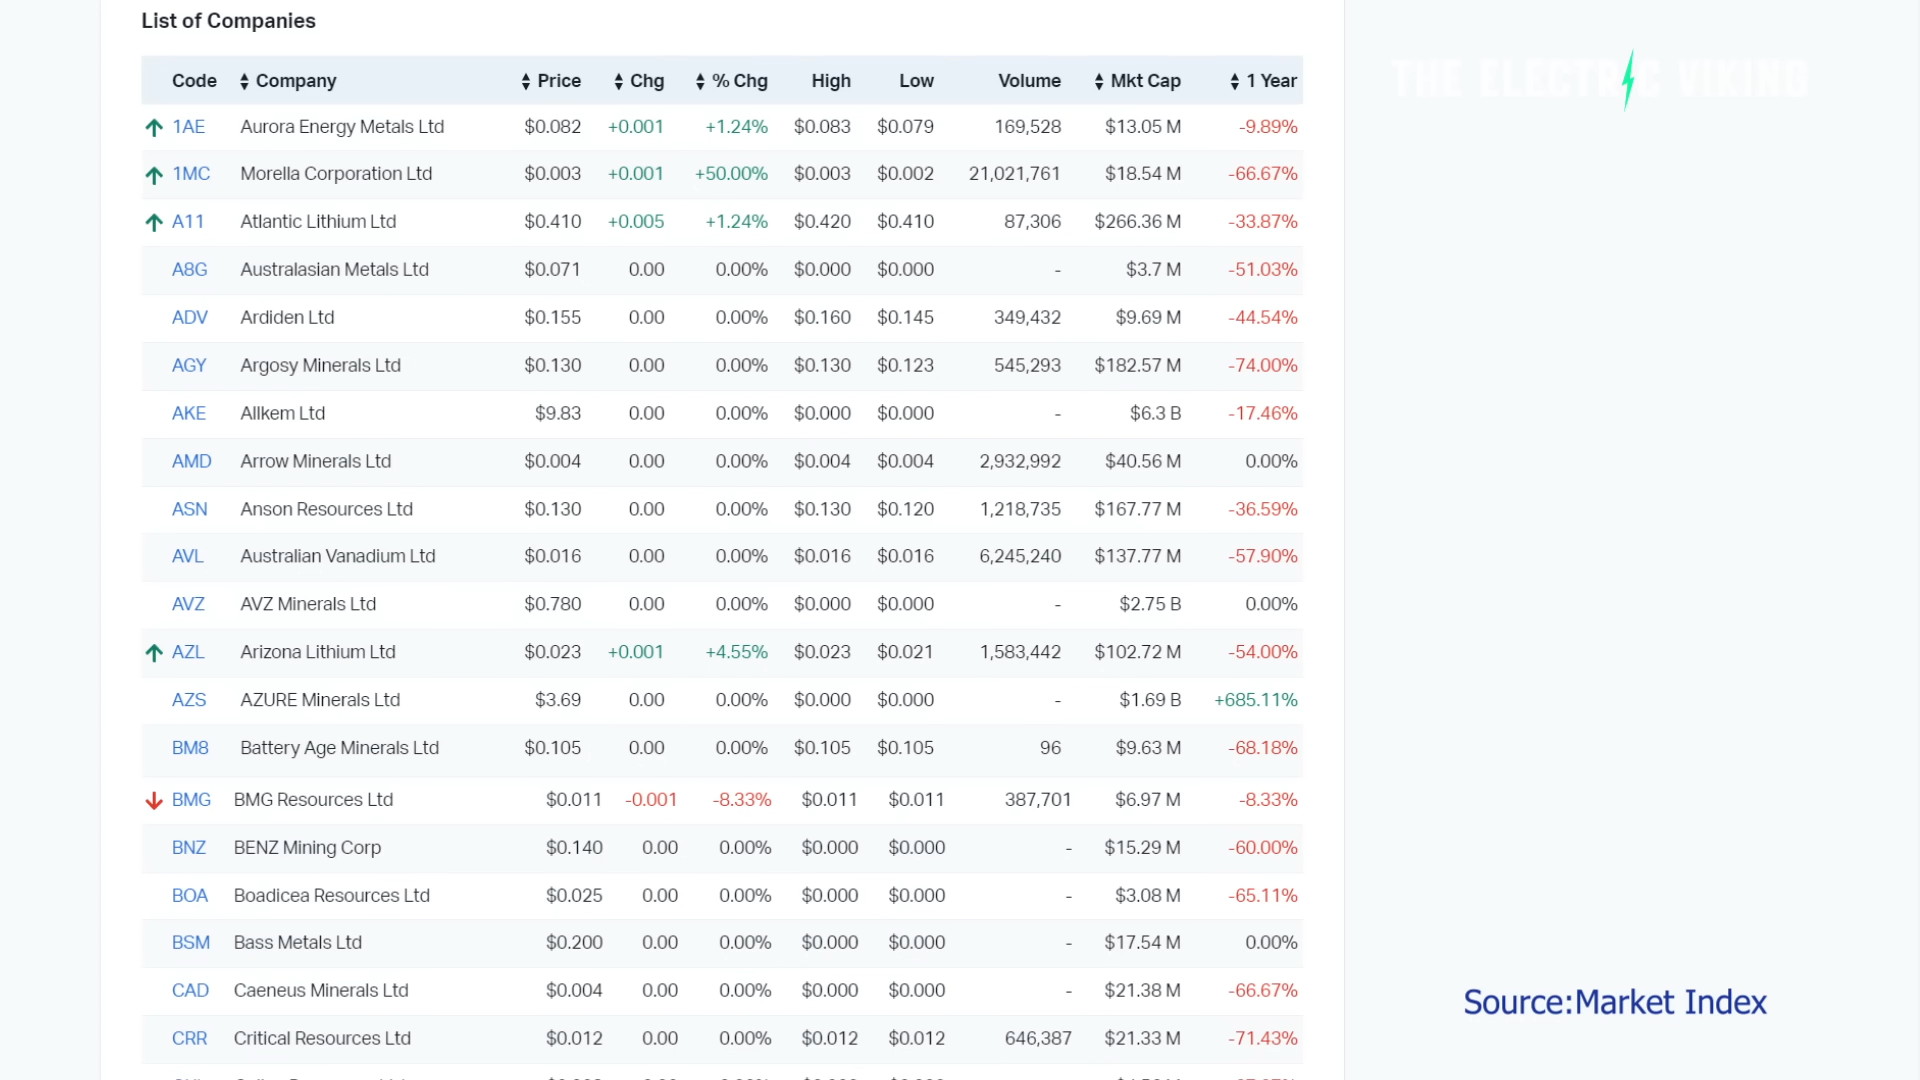 List of Companies
THE ELECTRIC VIKING
Code Company Price Chg % Chg High Low Volume Mkt Cap 1 Year
1AE Aurora Energy Metals Ltd $0.082 +0.001 +1.24% $0.083 $0.079 169,528 $13.05 M -9.89%
1MC Morella Corporation Ltd $0.003 +0.001 +50.00% $0.003 $0.002 21,021,761 $18.54 M -66.67%
A11 Atlantic Lithium Ltd $0.410 +0.005 +1.24% $0.420 $0.410 87,306 $266.36 M -33.87%
A8G Australasian Metals Ltd $0.071 0.00 0.00% $0.000 $0.000 - $3.7 M -51.03%
ADV Ardiden Ltd $0.155 0.00 0.00% $0.160 $0.145 349,432 $9.69 M -44.54%
AGY Argosy Minerals Ltd $0.130 0.00 0.00% $0.130 $0.123 545,293 $182.57 M -74.00%
AKE Allkem Ltd $9.83 0.00 0.00% $0.000 $0.000 - $6.3 B -17.46%
AMD Arrow Minerals Ltd $0.004 0.00 0.00% $0.004 $0.004 2,932,992 $40.56 M 0.00%
ASN Anson Resources Ltd $0.130 0.00 0.00% $0.130 $0.120 1,218,735 $167.77 M -36.59%
AVL Australian Vanadium Ltd $0.016 0.00 0.00% $0.016 $0.016 6,245,240 $137.77 M -57.90%
AVZ AVZ Minerals Ltd $0.780 0.00 0.00% $0.000 $0.000 - $2.75 B 0.00%
AZL Arizona Lithium Ltd $0.023 +0.001 +4.55% $0.023 $0.021 1,583,442 $102.72 M -54.00%
AZS AZURE Minerals Ltd $3.69 0.00 0.00% $0.000 $0.000 - $1.69 B +685.11%
BM8 Battery Age Minerals Ltd $0.105 0.00 0.00% $0.105 $0.105 96 $9.63 M -68.18%
BMG BMG Resources Ltd $0.011 -0.001 -8.33% $0.011 $0.011 387,701 $6.97 M -8.33%
BNZ BENZ Mining Corp $0.140 0.00 0.00% $0.000 $0.000 - $15.29 M -60.00%
BOA Boadicea Resources Ltd $0.025 0.00 0.00% $0.000 $0.000 - $3.08 M -65.11%
BSM Bass Metals Ltd $0.200 0.00 0.00% $0.000 $0.000 - $17.54 M 0.00%
CAD Caeneus Minerals Ltd $0.004 0.00 0.00% $0.000 $0.000 - $21.38 M -66.67%
Source:Market Index
CRR Critical Resources Ltd $0.012 0.00 0.00% $0.012 $0.012 646,387 $21.33 M -71.43%